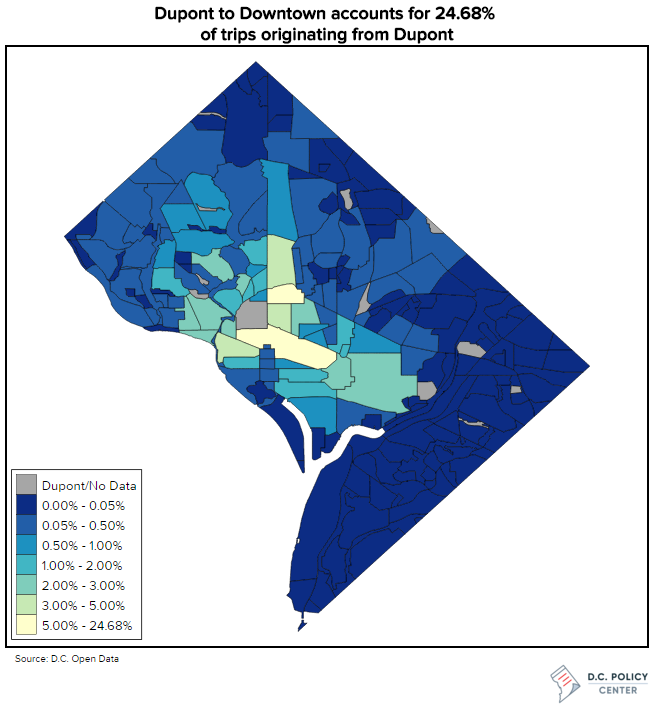 Dupont to Downtown accounts for 24.68%
of trips originating from Dupont
Dupont/No Data
0.00% - 0.05%
0.05% - 0.50%
0.50% - 1.00%
1.00% - 2.00%
2.00% - 3.00%
3.00% - 5.00%
5.00% - 24.68%
Source: D.C. Open Data
D.C. POLICY
CENTER